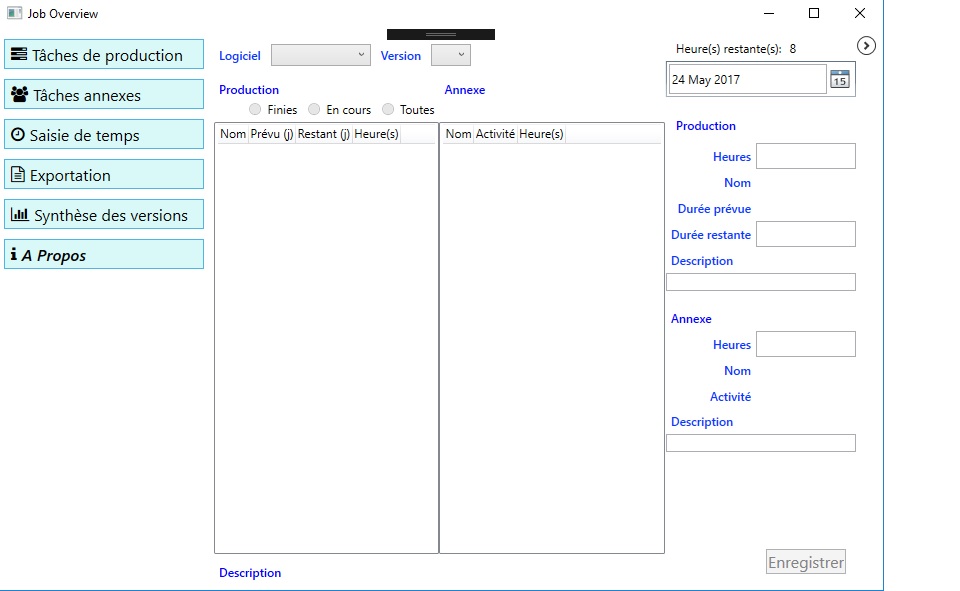 Job Overview
Tâches de production
Tâches annexes
Saisie de temps
Exportation
Synthèse des versions
A Propos
Logiciel Version
Production Annexe
Finies En cours Toutes
Nom Prévu (j) Restant (j) Heure(s)
Nom Activité Heure(s)
Description
Heure(s) restante(s): 8
24 May 2017 15
Production
Heures
Nom
Durée prévue
Durée restante
Description
Annexe
Heures
Nom
Activité
Description
Enregistrer